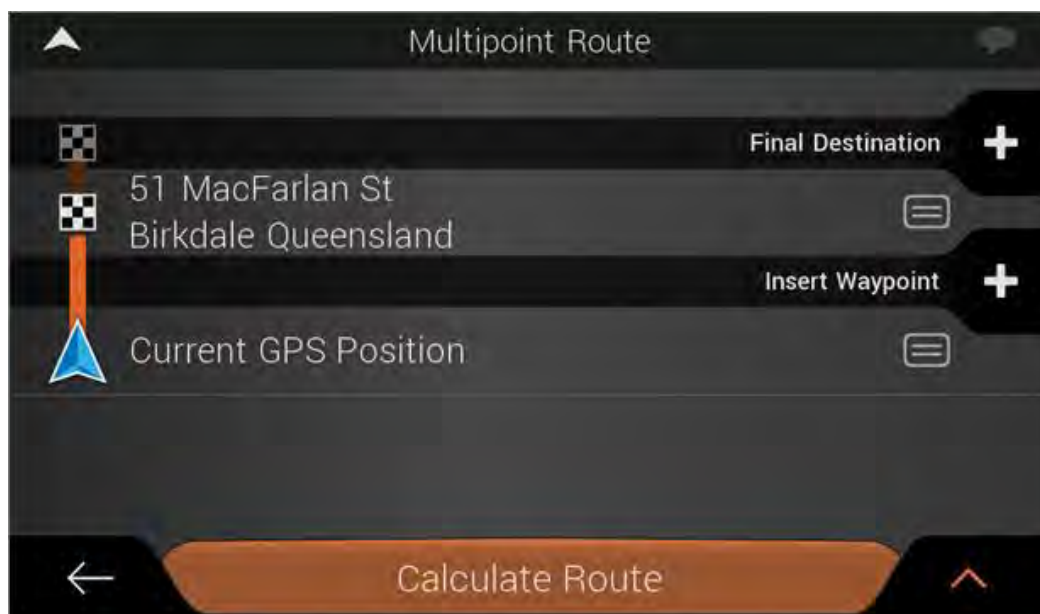 Multipoint Route
Final Destination
51 MacFarlan St
Birkdale Queensland
Insert Waypoint
Current GPS Position
Calculate Route